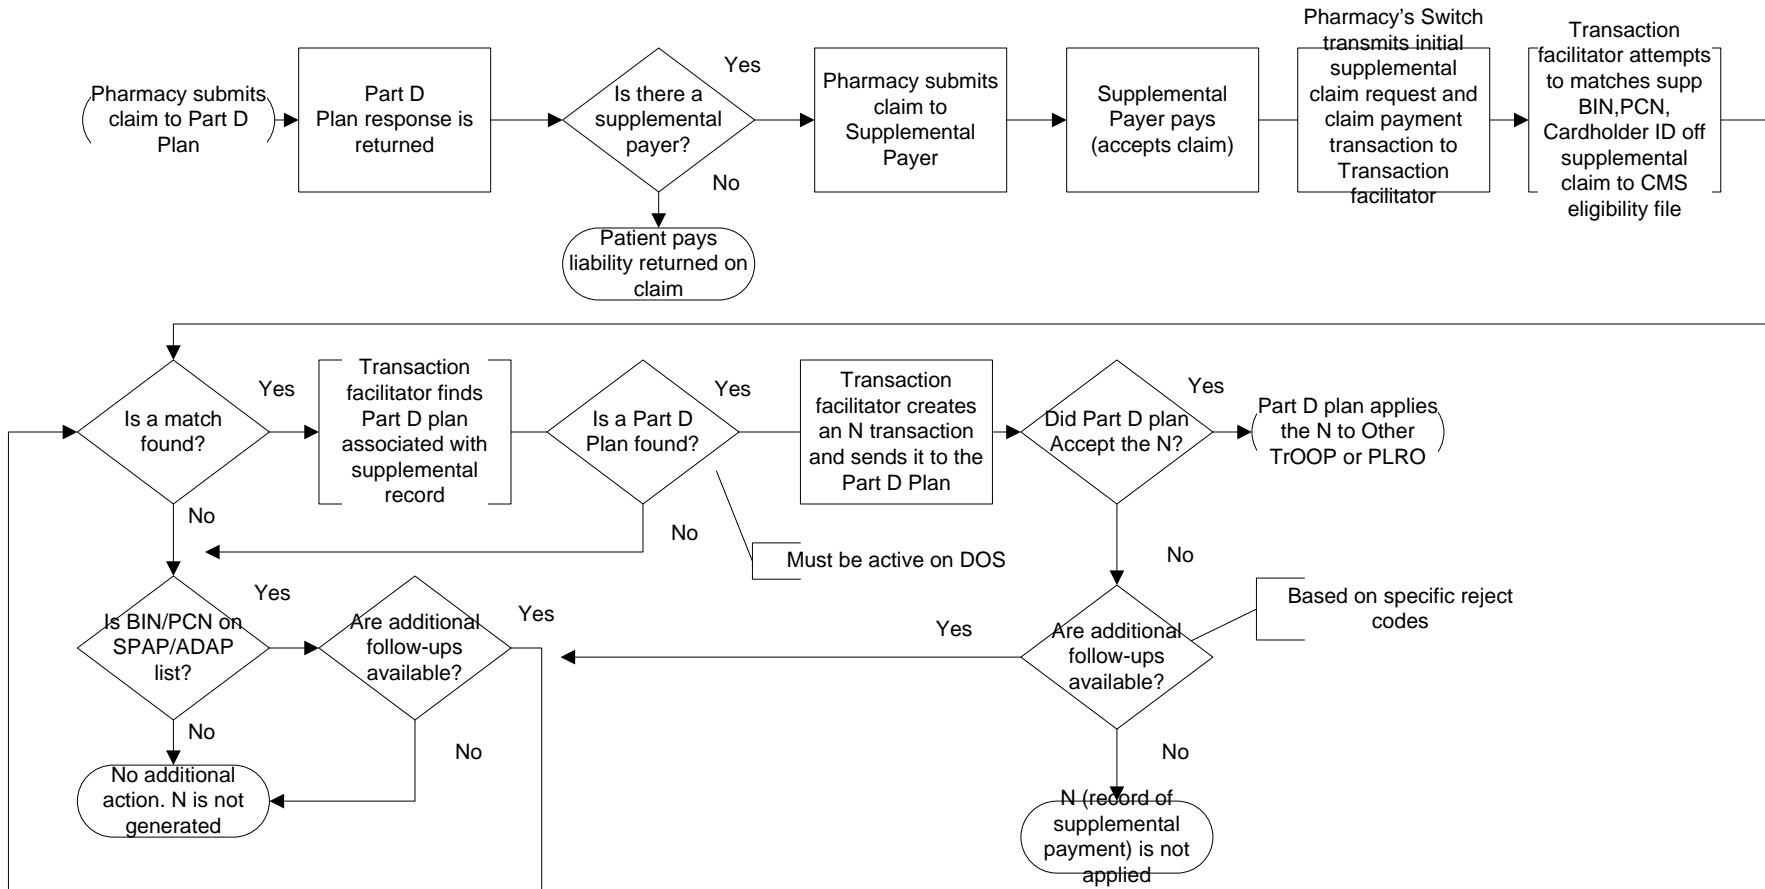 Pharmacy submits
claim to Part D
Plan
Part D
Plan response is
returned
Is there a
supplemental
payer?
Yes
No
Patient pays
liability returned on
claim
Pharmacy submits
claim to
Supplemental
Payer
Supplemental
Payer pays
(accepts claim)
Pharmacy's Switch
transmits initial
supplemental
claim request and
claim payment
transaction to
Transaction
facilitator
Transaction
facilitator attempts
to matches supp
BIN,PCN,
Cardholder ID off
supplemental
claim to CMS
eligibility file
Is a match
found?
Yes
No
Transaction
facilitator finds
Part D plan
associated with
supplemental
record
Is a Part D
Plan found?
Yes
No
Must be active on DOS
Transaction
facilitator creates
an N transaction
and sends it to the
Part D Plan
Did Part D plan
Accept the N?
Yes
No
Part D plan applies
the N to Other
TrOOP or PLRO
Is BIN/PCN on
SPAP/ADAP
list?
Yes
No
Are additional
follow-ups
available?
Yes
No
No additional
action. N is not
generated
Are additional
follow-ups
available?
Yes
No
Based on specific reject
codes
N (record of
supplemental
payment) is not
applied